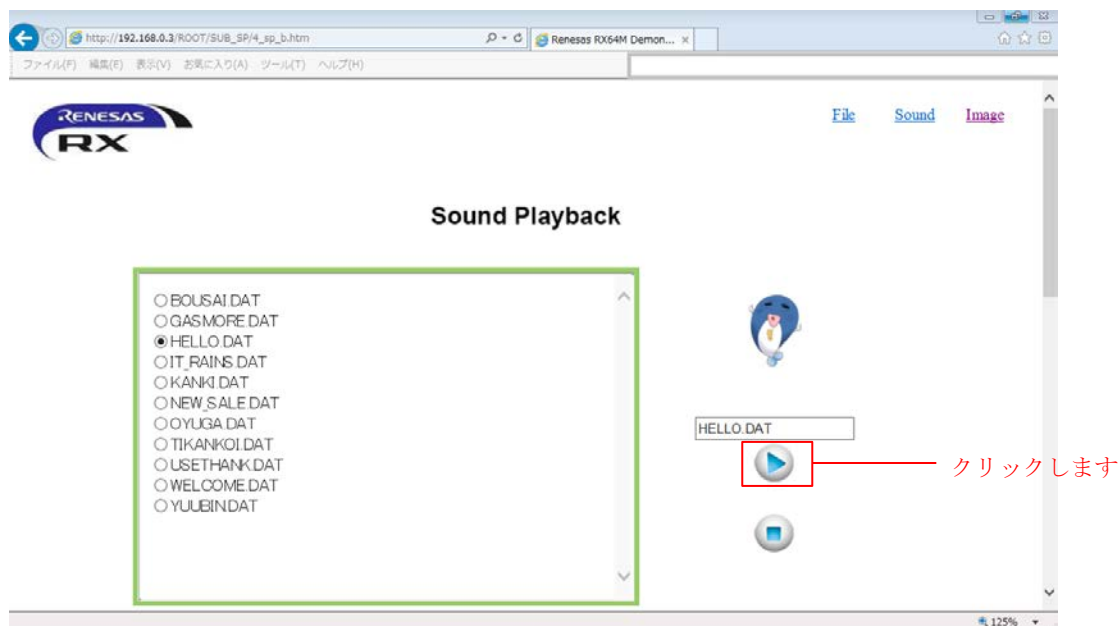 http://192.168.0.3/ROOT/SUB_SP/4_sp_b.htm
Renesas RX64M Demon...
ファイル(F) 編集(E) 表示(V) お気に入り(A) ツール(T) ヘルプ(H)
RENESAS
RX
File Sound Image
Sound Playback
BOUSAI.DAT
GASMORE.DAT
HELLO.DAT
IT_RAINS.DAT
KANKI.DAT
NEW_SALE.DAT
OYUGA.DAT
TIKANKOI.DAT
USETHANK.DAT
WELCOME.DAT
YUUBIN.DAT
HELLO.DAT
クリックします
125%